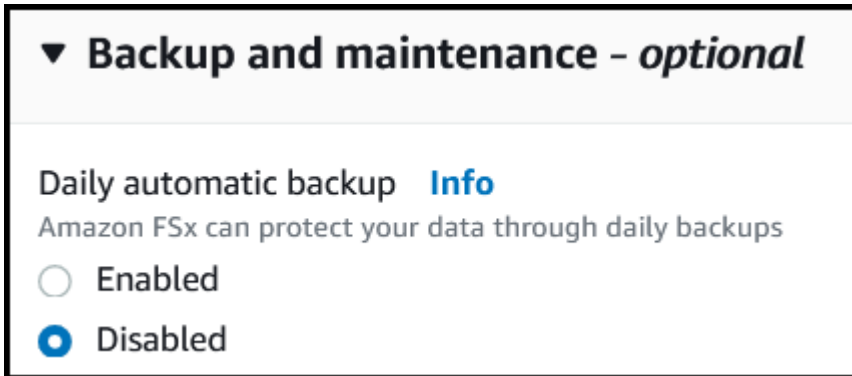 Backup and maintenance - optional
Daily automatic backup Info
Amazon FSx can protect your data through daily backups
Enabled
Disabled